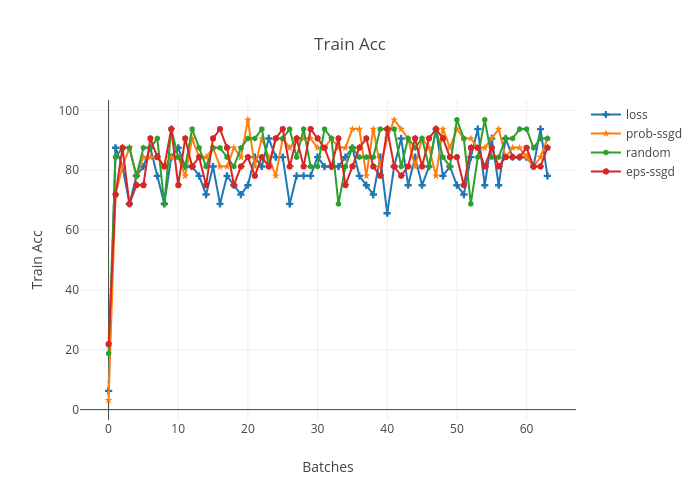 Train Acc
100
80
60
40
20
0
Train Acc
0 10 20 30 40 50 60
Batches
loss
prob-ssgd
random
eps-ssgd